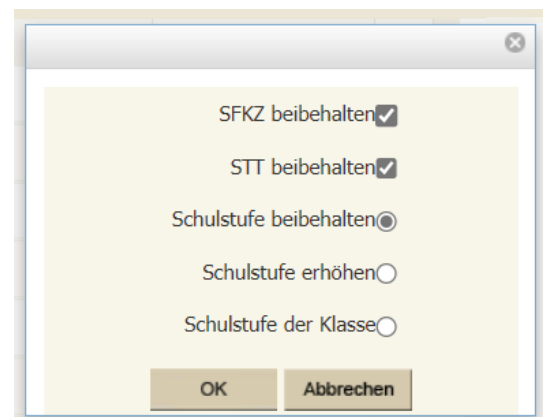 SFKZ beibehalten
STT beibehalten
Schulstufe beibehalten
Schulstufe erhöhen
Schulstufe der Klasse
OK Abbrechen